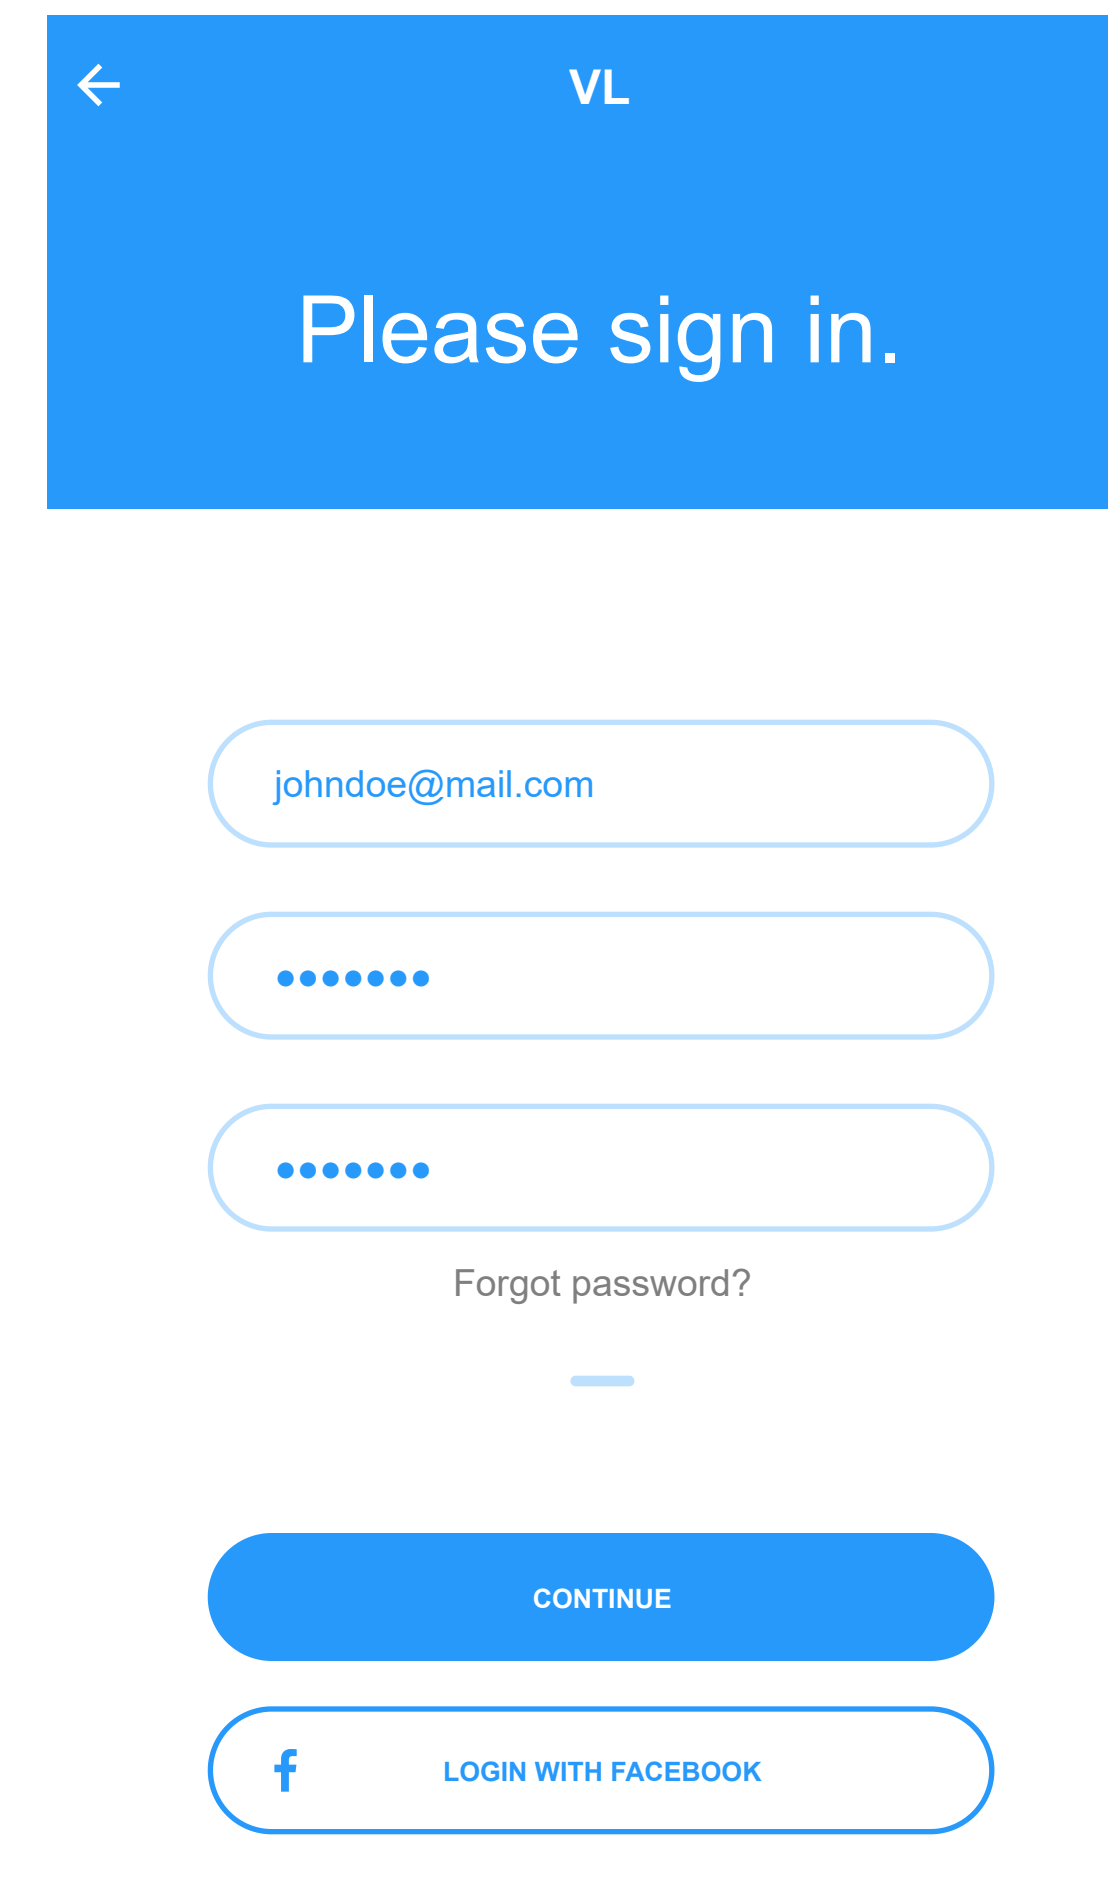 VL
Please sign in.
johndoe@mail.com
•••••••
•••••••
Forgot password?
CONTINUE
LOGIN WITH FACEBOOK